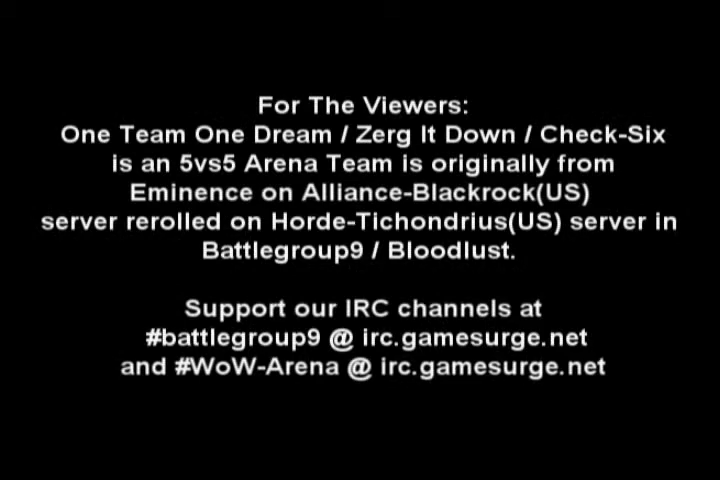 For The Viewers:
One Team One Dream / Zerg It Down / Check-Six
is an 5vs5 Arena Team is originally from
Eminence on Alliance-Blackrock(US)
server rerolled on Horde-Tichondrius(US) server in
Battlegroup9 / Bloodlust.
Support our IRC channels at
#battlegroup9 @ irc.gamesurge.net
and #WoW-Arena @ irc.gamesurge.net